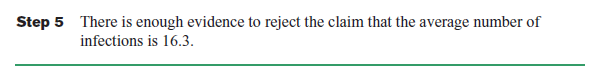 Step 5 There is enough evidence to reject the claim that the average number of
infections is 16.3.